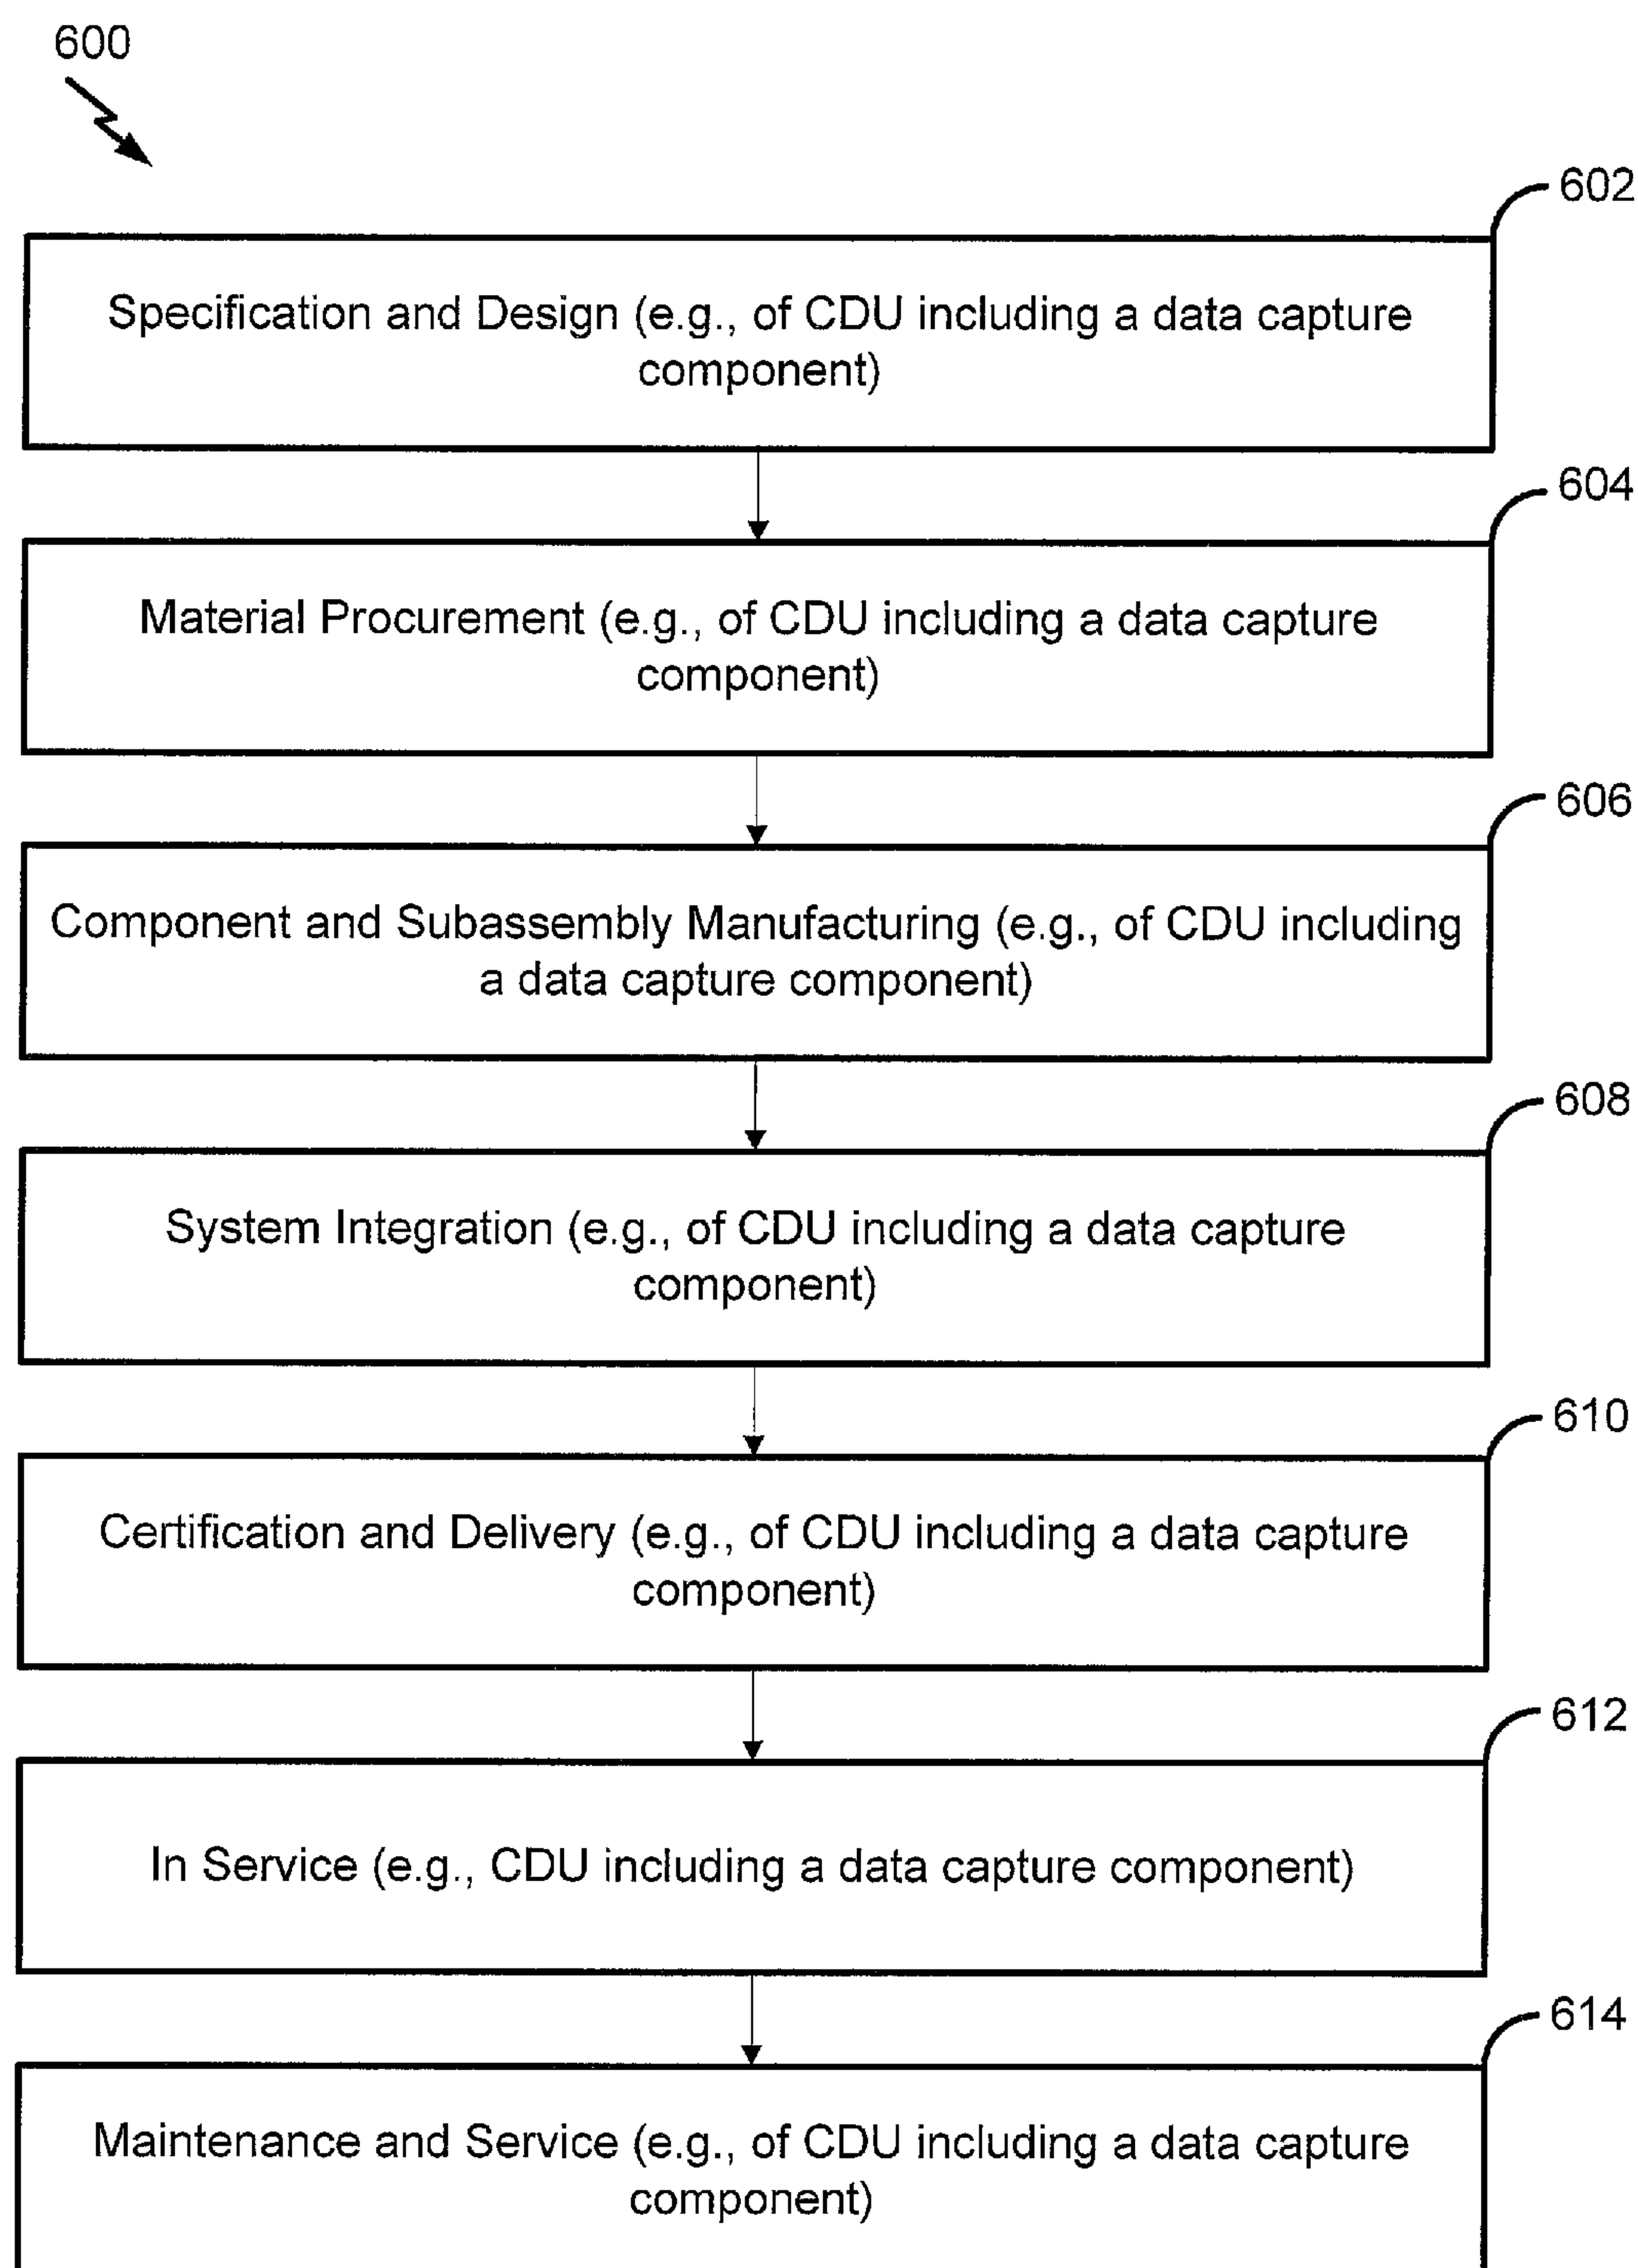 600
602
Specification and Design (e.g., of CDU including a data capture
component)
604
Material Procurement (e.g., of CDU including a data capture
component)
606
Component and Subassembly Manufacturing (e.g., of CDU including
a data capture component)
608
System Integration (e.g., of CDU including a data capture
component)
610
Certification and Delivery (e.g., of CDU including a data capture
component)
612
In Service (e.g., CDU including a data capture component)
614
Maintenance and Service (e.g., of CDU including a data capture
component)